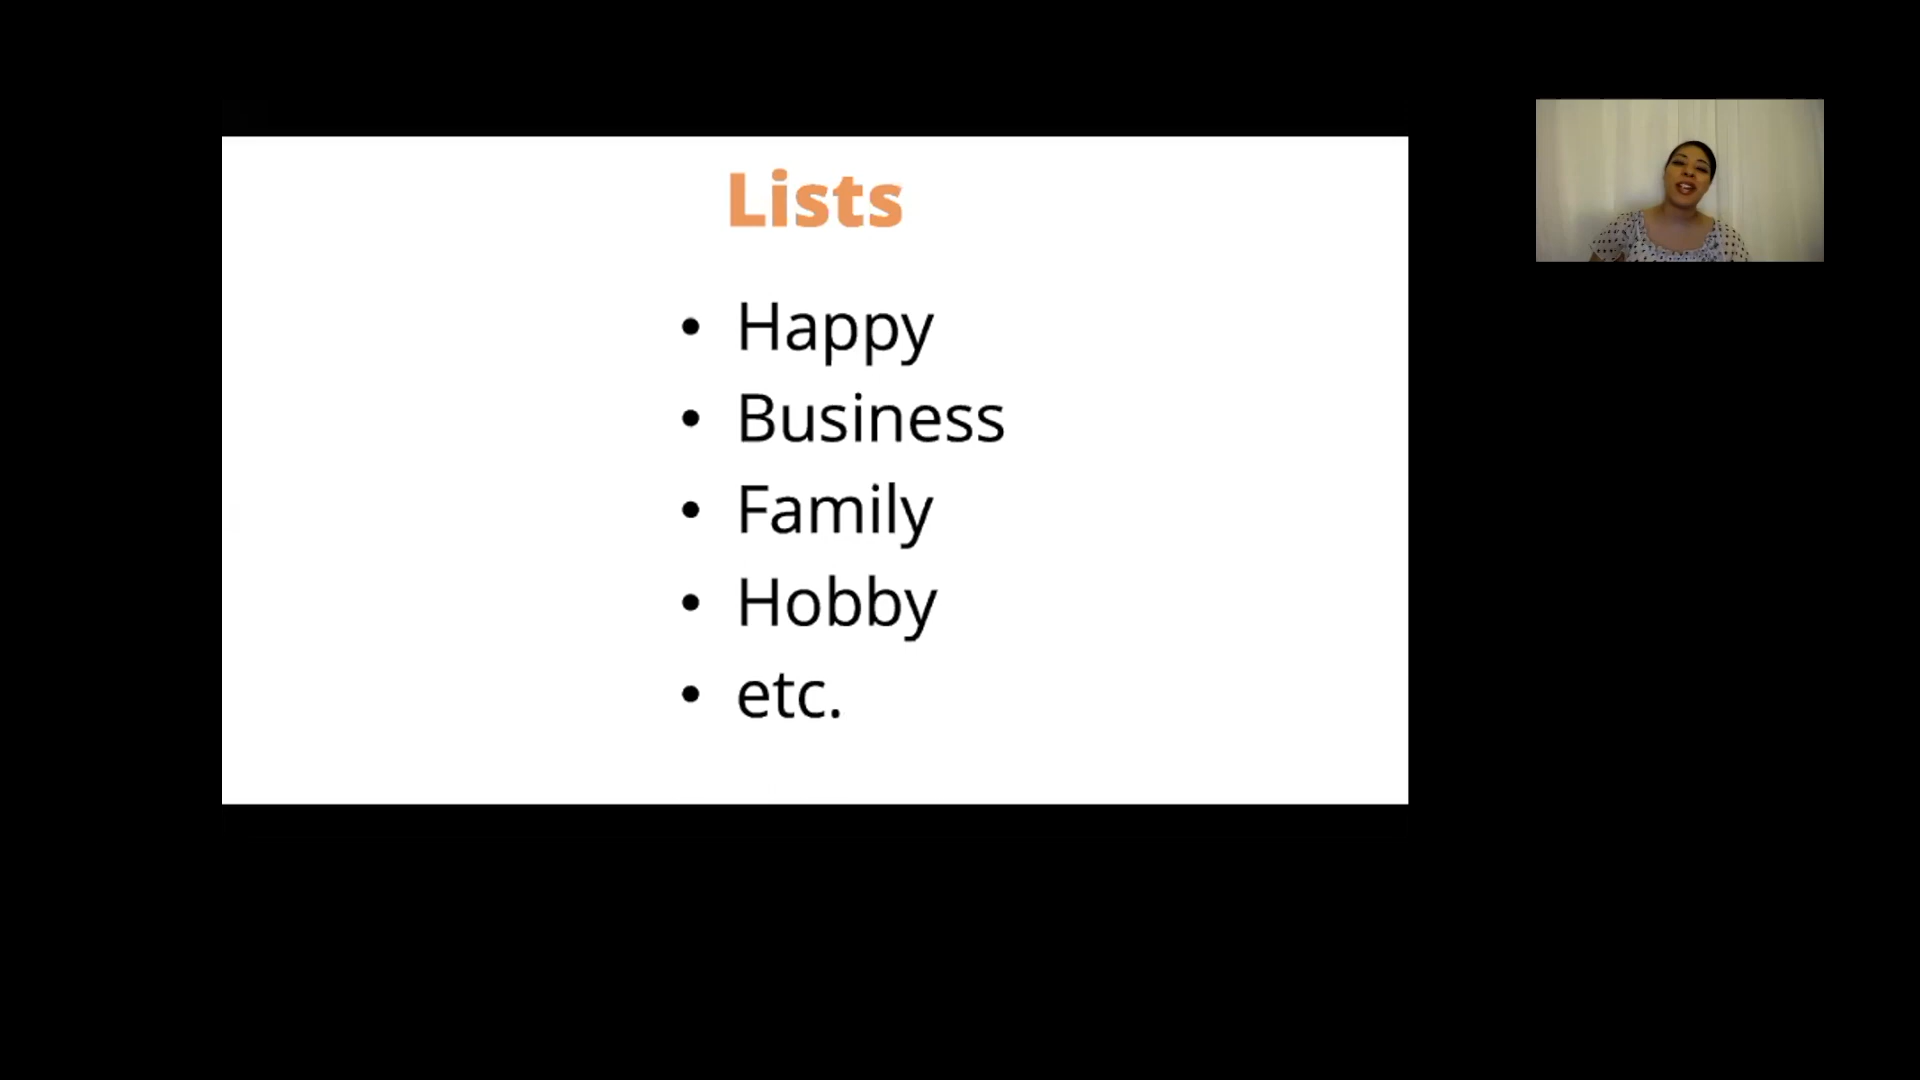 Lists
• Happy
• Business
• Family
• Hobby
• etc.